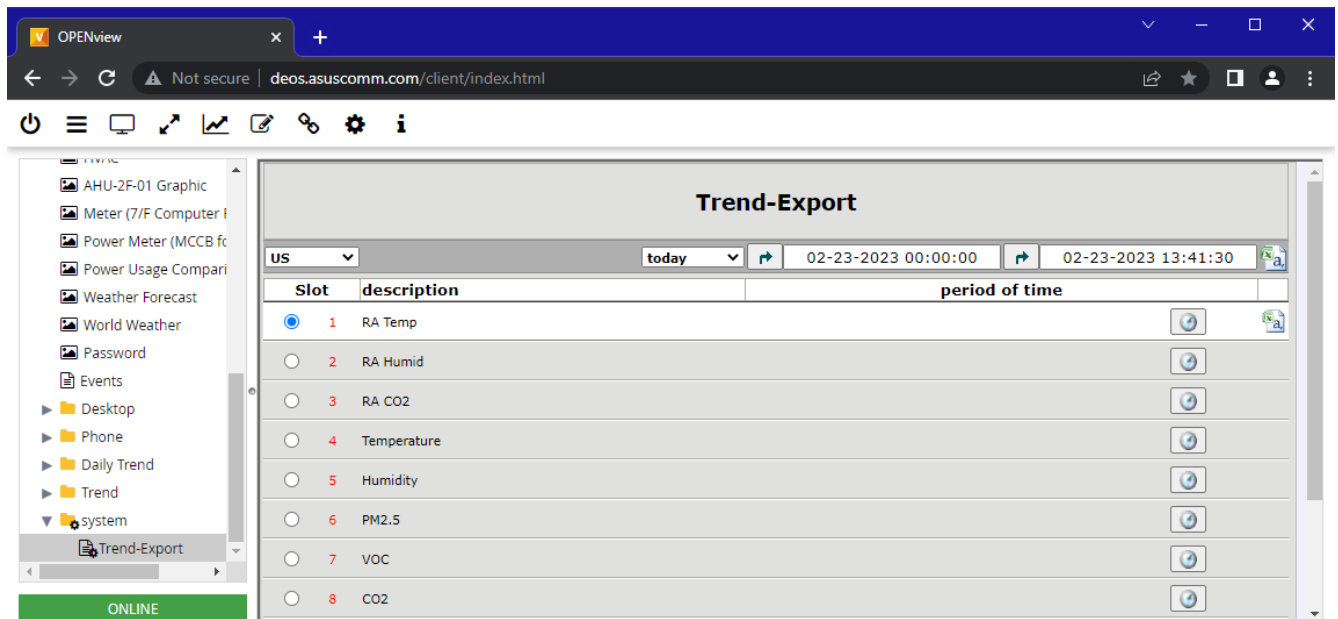 OPENview
Not secure | deos.asuscomm.com/client/index.html
AHU-2F-01 Graphic
Meter (7/F Computer
Power Meter (MCCB fo
Power Usage Compari
Weather Forecast
World Weather
Password
Events
Desktop
Phone
Daily Trend
Trend
system
Trend-Export
ONLINE
Trend-Export
US today 02-23-2023 00:00:00 02-23-2023 13:41:30
Slot description period of time
1 RA Temp
2 RA Humid
3 RA CO2
4 Temperature
5 Humidity
6 PM2.5
7 VOC
8 CO2